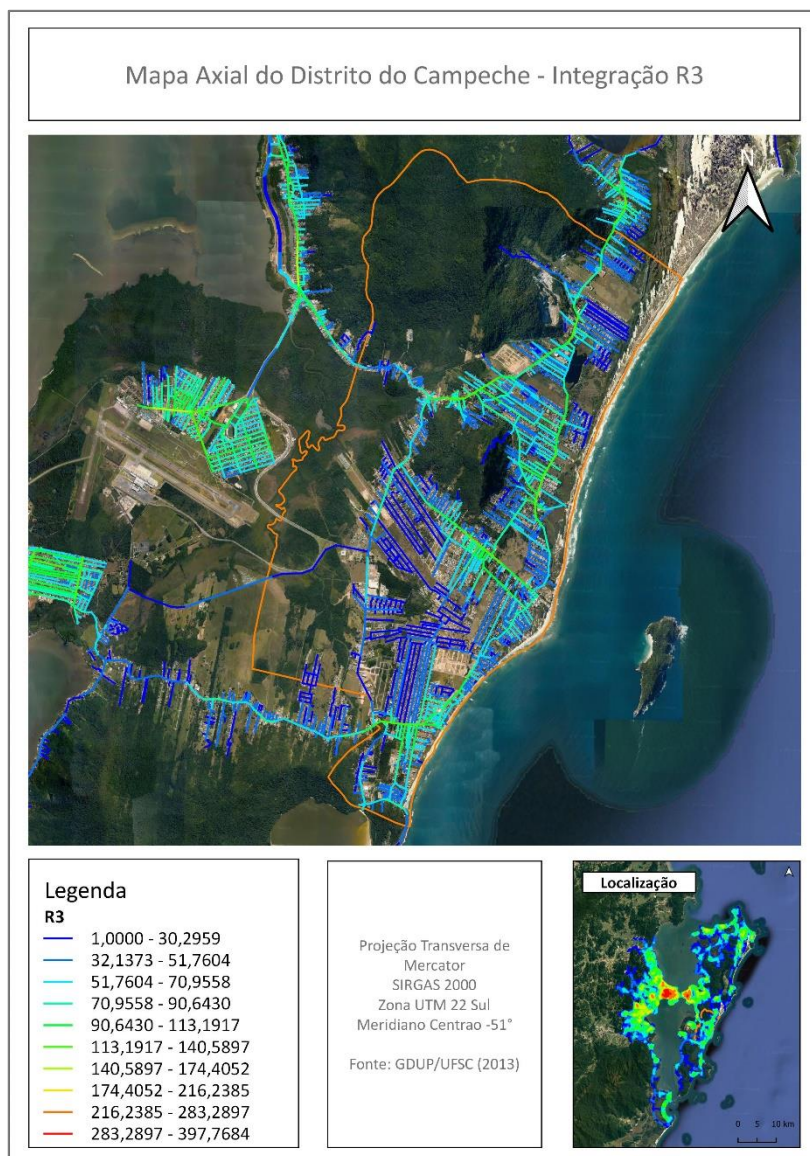 Mapa Axial do Distrito do Campeche - Integração R3
N
Legenda
R3
1,0000 - 30,2959
32,1373 - 51,7604
51,7604 - 70,9558
70,9558 - 90,6430
90,6430 - 113,1917
113,1917 - 140,5897
140,5897 - 174,4052
174,4052 - 216,2385
216,2385 - 283,2897
283,2897 - 397,7684
Projeção Transversa de
Mercator
SIRGAS 2000
Zona UTM 22 Sul
Meridiano Centrao -51°
Fonte: GDUP/UFSC (2013)
Localização
0 5 10 km